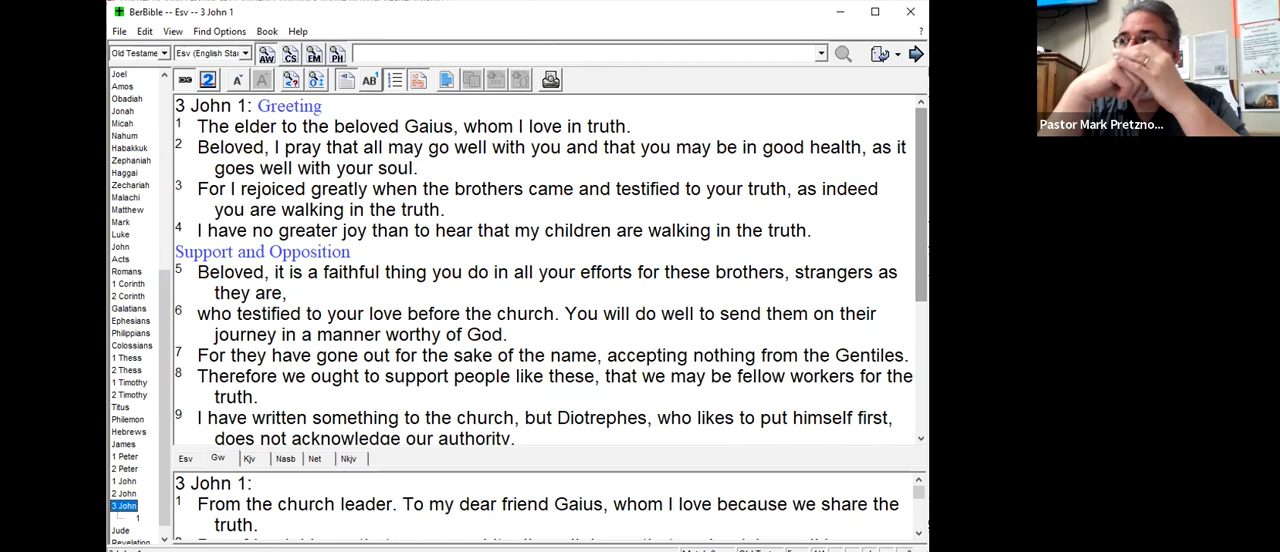 BerBible -- Esv -- 3 John 1
File Edit View Find Options Book Help ?
Old Testame Esv (English Sta AW CS EM PH
Joel
Amos
Obadiah
Jonah
Micah
Nahum
Habakkuk
Zephaniah
Haggai
Zechariah
Malachi
Matthew
Mark
Luke
John
Acts
Romans
1 Corinth
2 Corinth
Galatians
Ephesians
Philippians
Colossians
1 Thess
2 Thess
1 Timothy
2 Timothy
Titus
Philemon
Hebrews
James
1 Peter
2 Peter
1 John
2 John
3 John
1
Jude
Revelation
3 John 1: Greeting
1 The elder to the beloved Gaius, whom I love in truth.
2 Beloved, I pray that all may go well with you and that you may be in good health, as it
goes well with your soul.
3 For I rejoiced greatly when the brothers came and testified to your truth, as indeed
you are walking in the truth.
4 I have no greater joy than to hear that my children are walking in the truth.
Support and Opposition
5 Beloved, it is a faithful thing you do in all your efforts for these brothers, strangers as
they are,
6 who testified to your love before the church. You will do well to send them on their
journey in a manner worthy of God.
7 For they have gone out for the sake of the name, accepting nothing from the Gentiles.
8 Therefore we ought to support people like these, that we may be fellow workers for the
truth.
9 I have written something to the church, but Diotrephes, who likes to put himself first,
does not acknowledge our authority.
Esv Gw Kjv Nasb Net Nkjv
3 John 1:
1 From the church leader. To my dear friend Gaius, whom I love because we share the
truth.
Pastor Mark Pretzno...